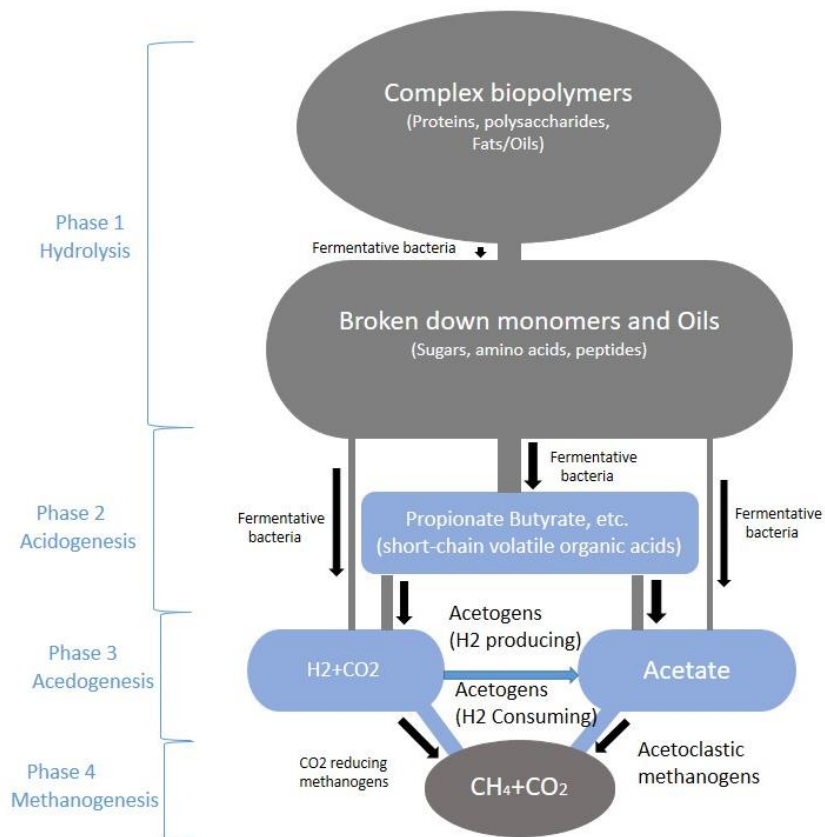 Complex biopolymers
(Proteins, polysaccharides,
Fats/Oils)
Phase 1
Hydrolysis
Fermentative bacteria
Broken down monomers and Oils
(Sugars, amino acids, peptides)
Phase 2
Acidogenesis
Fermentative
bacteria
Fermentative
bacteria
Fermentative
bacteria
Propionate Butyrate, etc.
(short-chain volatile organic acids)
Phase 3
Acedogenesis
Acetogens
(H2 producing)
H2+CO2
Acetate
Acetogens
(H2 Consuming)
Phase 4
Methanogenesis
CO2 reducing
methanogens
CH₄+CO₂
Acetoclastic
methanogens